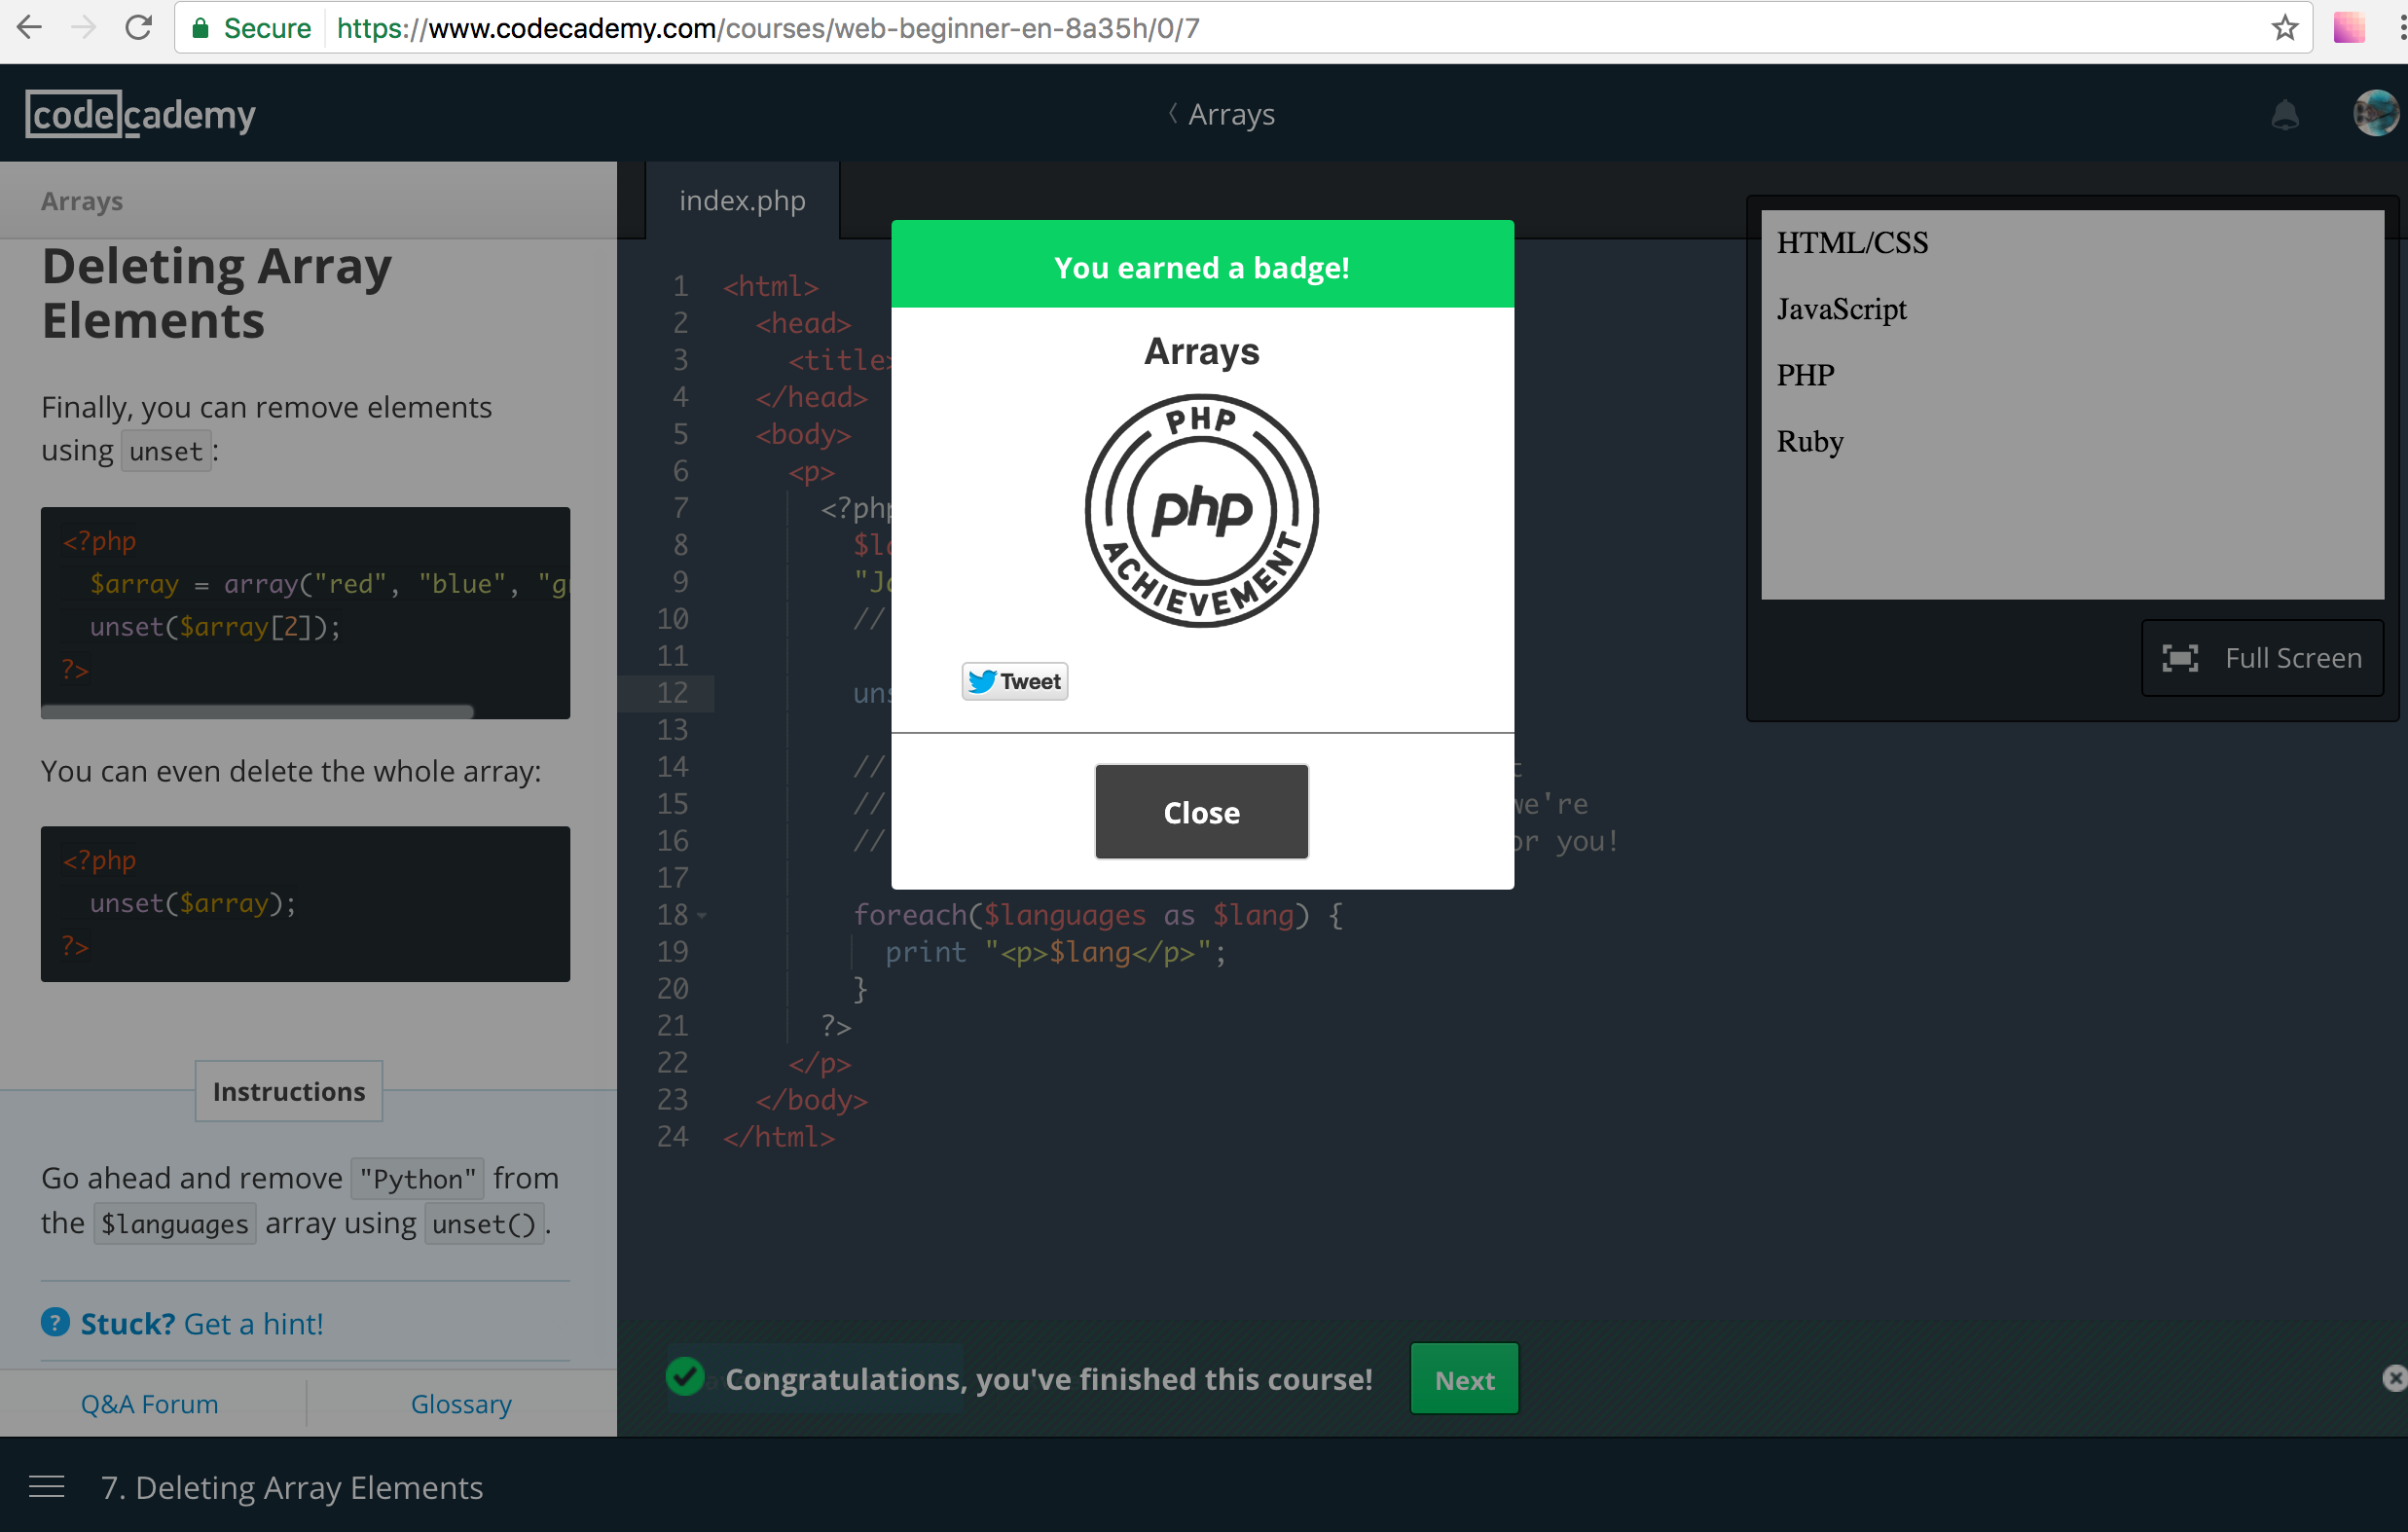 Secure https://www.codecademy.com/courses/web-beginner-en-8a35h/0/7
codecademy
Arrays
Arrays
Deleting Array
Elements
Finally, you can remove elements
using unset:
<?php
$array = array("red", "blue", "g
unset($array[2]);
?>
You can even delete the whole array:
<?php
unset($array);
?>
Instructions
Go ahead and remove "Python" from
the $languages array using unset().
? Stuck? Get a hint!
Q&A Forum Glossary
index.php
1 <html>
2 <head>
3 <title>
4 </head>
5 <body>
6 <p>
7 <?php
8 $la
9 "Ja
10 //
11
12 uns
13
14 // t
15 // we're
16 // or you!
17
18 foreach($languages as $lang) {
19 print "<p>$lang</p>";
20 }
21 ?>
22 </p>
23 </body>
24 </html>
You earned a badge!
Arrays
PHP
php
ACHIEVEMENT
Tweet
Close
HTML/CSS
JavaScript
PHP
Ruby
Full Screen
Congratulations, you've finished this course! Next
7. Deleting Array Elements